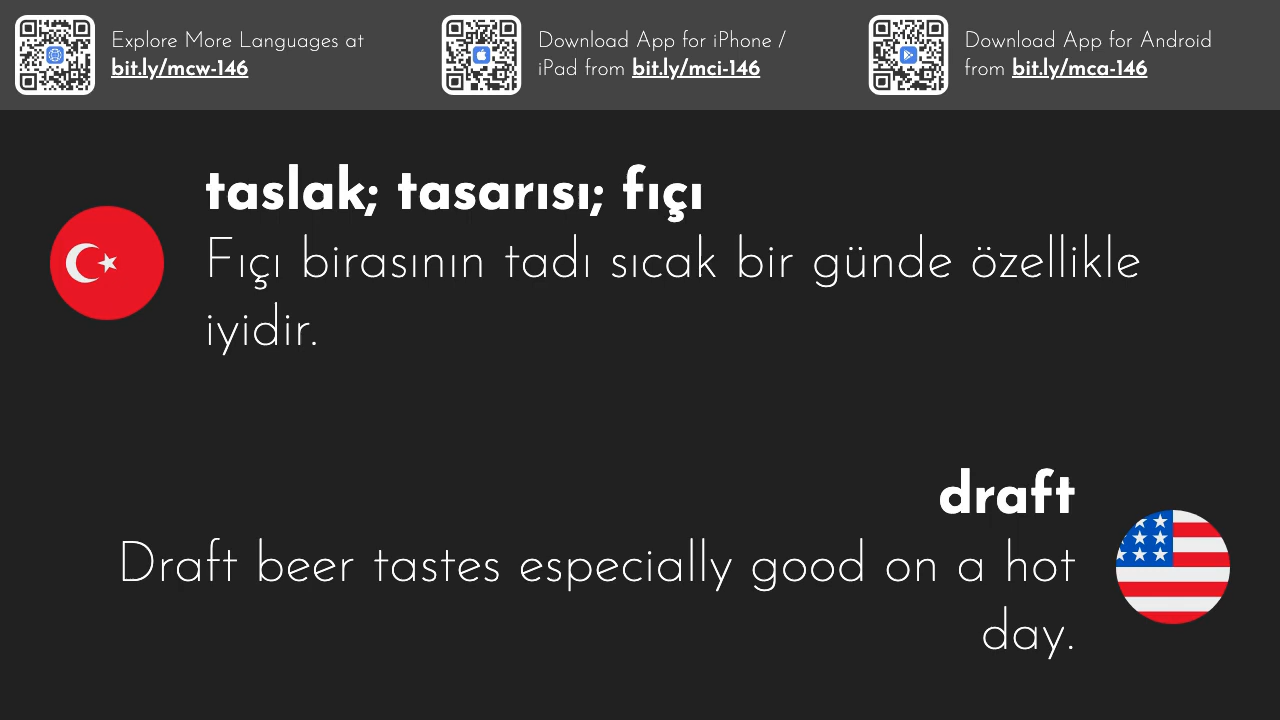 Explore More Languages at
bit.ly/mcw-146
Download App for iPhone /
iPad from bit.ly/mci-146
Download App for Android
from bit.ly/mca-146
taslak; tasarısı; fıçı
Fıçı birasının tadı sıcak bir günde özellikle
iyidir.
draft
Draft beer tastes especially good on a hot
day.